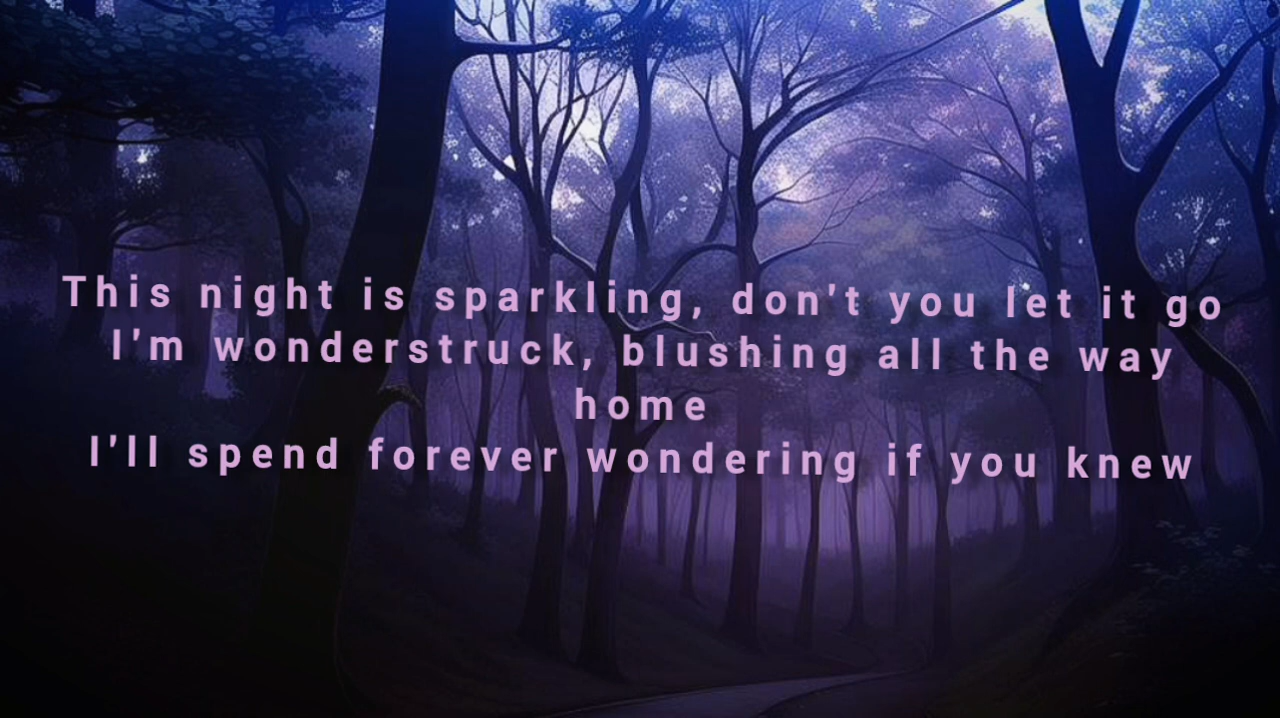 This night is sparkling, don't you let it go
I'm wonderstruck, blushing all the way
home
I'll spend forever wondering if you knew